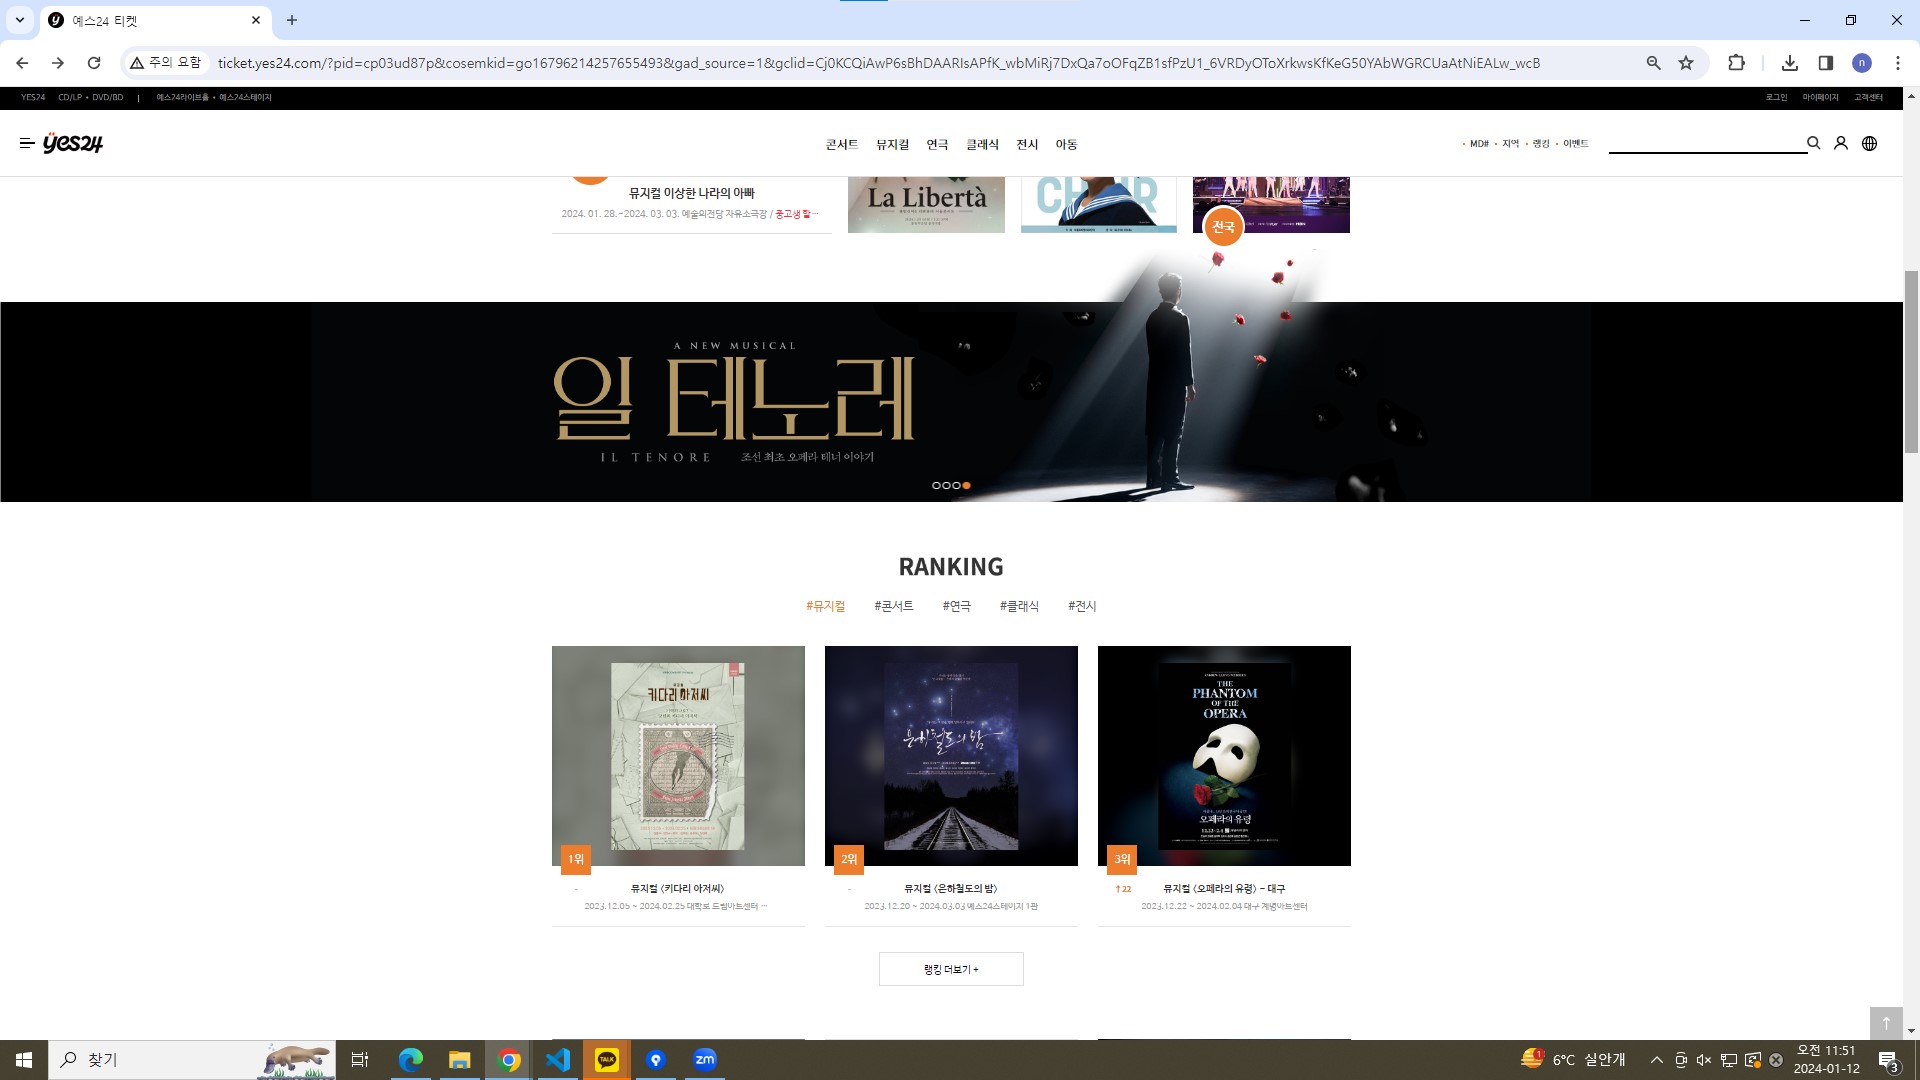 예스24 티켓
주의 요함
ticket.yes24.com/?pid=cp03ud87p&cosemkid=go16796214257655493&gad_source=1&gclid=Cj0KCQiAwP6sBhDAARIsAPfK_wbMiRj7DxQa7oOFqZB1sfPzU1_6VRDyOToXrkwsKfKeG50YAbWGRCUaAtNiEALw_wcB
n
YES24 CD/LP • DVD/BD | 예스24라이브홀 • 예스24스테이지
로그인 마이페이지 고객센터
yes24
콘서트 뮤지컬 연극 클래식 전시 아동
• MD# • 지역 • 랭킹 • 이벤트
뮤지컬 이상한 나라의 아빠
2024. 01. 28.~2024. 03. 03. 예술의전당 자유소극장 / 중고생 할…
La Libertà
CHOIR
전국
A NEW MUSICAL
일 테노레
IL TENORE 조선 최초 오페라 테너 이야기
RANKING
#뮤지컬 #콘서트 #연극 #클래식 #전시
키다리 아저씨
은하철도의 밤
THE
PHANTOM
OF THE
OPERA
오페라의 유령
1위 2위 3위
- 뮤지컬 〈키다리 아저씨〉
2023.12.05 ~ 2024.02.25 대학로 드림아트센터 …
- 뮤지컬 〈은하철도의 밤〉
2023.12.20 ~ 2024.03.03 예스24스테이지 1관
↑22 뮤지컬 〈오페라의 유령〉 - 대구
2023.12.22 ~ 2024.02.04 대구 계명아트센터
랭킹 더보기 +
찾기
TALK
zm
1
6°C 실안개
오전 11:51
2024-01-12
3